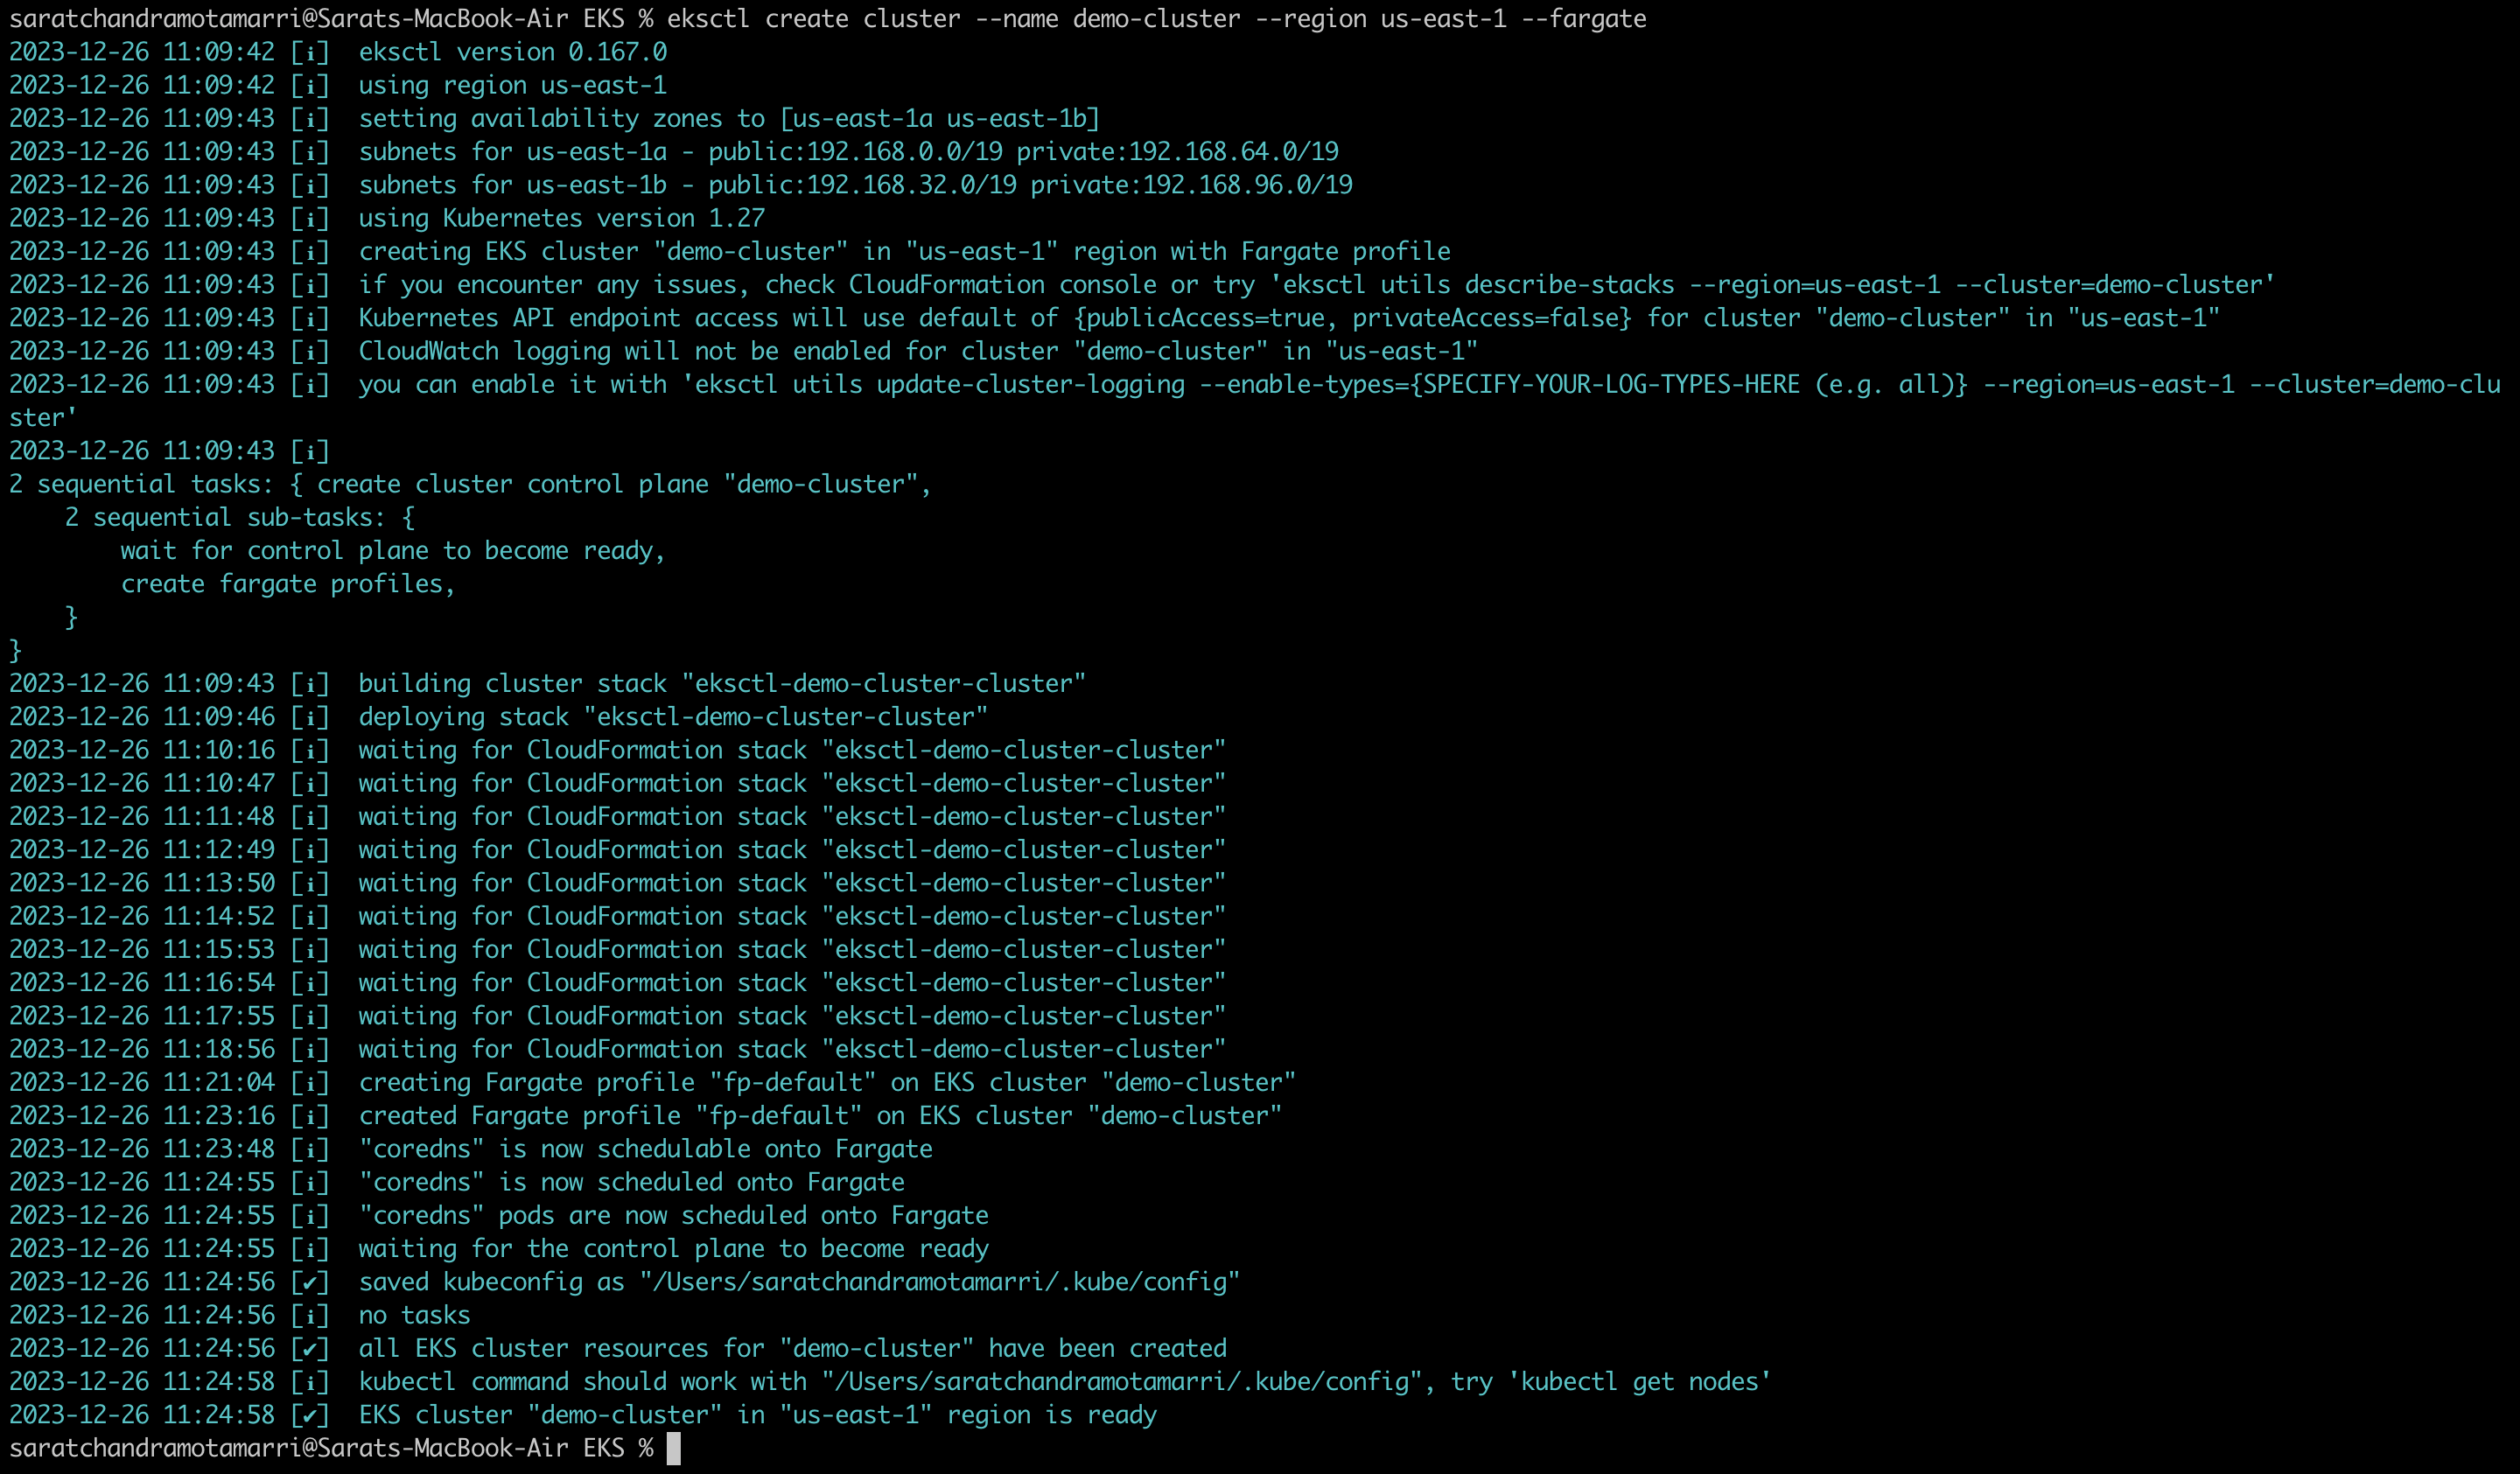 saratchandramotamarri@Sarats-MacBook-Air EKS % eksctl create cluster --name demo-cluster --region us-east-1 --fargate
2023-12-26 11:09:42 [ℹ]  eksctl version 0.167.0
2023-12-26 11:09:42 [ℹ]  using region us-east-1
2023-12-26 11:09:43 [ℹ]  setting availability zones to [us-east-1a us-east-1b]
2023-12-26 11:09:43 [ℹ]  subnets for us-east-1a - public:192.168.0.0/19 private:192.168.64.0/19
2023-12-26 11:09:43 [ℹ]  subnets for us-east-1b - public:192.168.32.0/19 private:192.168.96.0/19
2023-12-26 11:09:43 [ℹ]  using Kubernetes version 1.27
2023-12-26 11:09:43 [ℹ]  creating EKS cluster "demo-cluster" in "us-east-1" region with Fargate profile
2023-12-26 11:09:43 [ℹ]  if you encounter any issues, check CloudFormation console or try 'eksctl utils describe-stacks --region=us-east-1 --cluster=demo-cluster'
2023-12-26 11:09:43 [ℹ]  Kubernetes API endpoint access will use default of {publicAccess=true, privateAccess=false} for cluster "demo-cluster" in "us-east-1"
2023-12-26 11:09:43 [ℹ]  CloudWatch logging will not be enabled for cluster "demo-cluster" in "us-east-1"
2023-12-26 11:09:43 [ℹ]  you can enable it with 'eksctl utils update-cluster-logging --enable-types={SPECIFY-YOUR-LOG-TYPES-HERE (e.g. all)} --region=us-east-1 --cluster=demo-clu
ster'
2023-12-26 11:09:43 [ℹ]
2 sequential tasks: { create cluster control plane "demo-cluster",
    2 sequential sub-tasks: {
        wait for control plane to become ready,
        create fargate profiles,
    }
}
2023-12-26 11:09:43 [ℹ]  building cluster stack "eksctl-demo-cluster-cluster"
2023-12-26 11:09:46 [ℹ]  deploying stack "eksctl-demo-cluster-cluster"
2023-12-26 11:10:16 [ℹ]  waiting for CloudFormation stack "eksctl-demo-cluster-cluster"
2023-12-26 11:10:47 [ℹ]  waiting for CloudFormation stack "eksctl-demo-cluster-cluster"
2023-12-26 11:11:48 [ℹ]  waiting for CloudFormation stack "eksctl-demo-cluster-cluster"
2023-12-26 11:12:49 [ℹ]  waiting for CloudFormation stack "eksctl-demo-cluster-cluster"
2023-12-26 11:13:50 [ℹ]  waiting for CloudFormation stack "eksctl-demo-cluster-cluster"
2023-12-26 11:14:52 [ℹ]  waiting for CloudFormation stack "eksctl-demo-cluster-cluster"
2023-12-26 11:15:53 [ℹ]  waiting for CloudFormation stack "eksctl-demo-cluster-cluster"
2023-12-26 11:16:54 [ℹ]  waiting for CloudFormation stack "eksctl-demo-cluster-cluster"
2023-12-26 11:17:55 [ℹ]  waiting for CloudFormation stack "eksctl-demo-cluster-cluster"
2023-12-26 11:18:56 [ℹ]  waiting for CloudFormation stack "eksctl-demo-cluster-cluster"
2023-12-26 11:21:04 [ℹ]  creating Fargate profile "fp-default" on EKS cluster "demo-cluster"
2023-12-26 11:23:16 [ℹ]  created Fargate profile "fp-default" on EKS cluster "demo-cluster"
2023-12-26 11:23:48 [ℹ]  "coredns" is now schedulable onto Fargate
2023-12-26 11:24:55 [ℹ]  "coredns" is now scheduled onto Fargate
2023-12-26 11:24:55 [ℹ]  "coredns" pods are now scheduled onto Fargate
2023-12-26 11:24:55 [ℹ]  waiting for the control plane to become ready
2023-12-26 11:24:56 [✔]  saved kubeconfig as "/Users/saratchandramotamarri/.kube/config"
2023-12-26 11:24:56 [ℹ]  no tasks
2023-12-26 11:24:56 [✔]  all EKS cluster resources for "demo-cluster" have been created
2023-12-26 11:24:58 [ℹ]  kubectl command should work with "/Users/saratchandramotamarri/.kube/config", try 'kubectl get nodes'
2023-12-26 11:24:58 [✔]  EKS cluster "demo-cluster" in "us-east-1" region is ready
saratchandramotamarri@Sarats-MacBook-Air EKS %